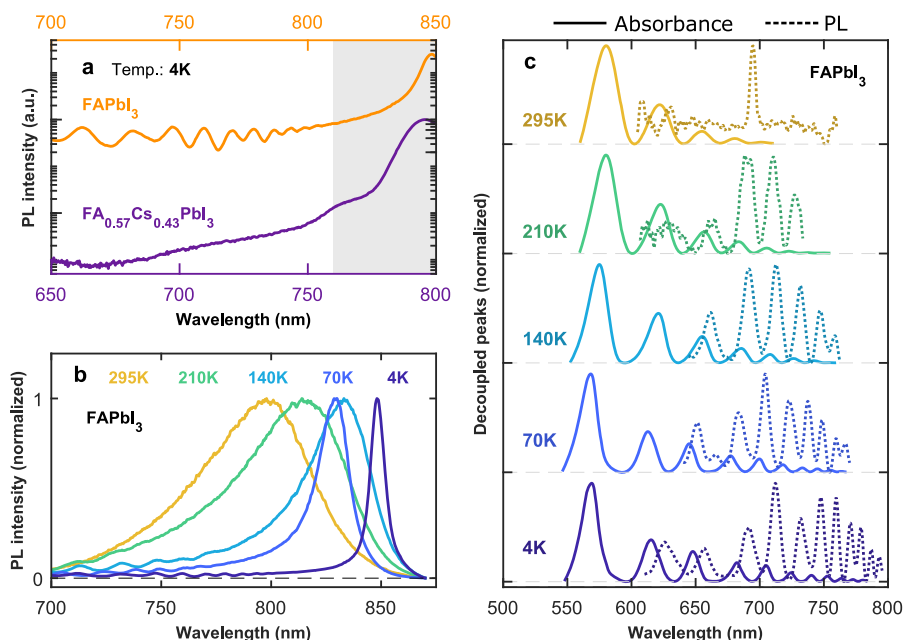 700 750 800 850
a Temp.: 4K
FAPbI3
FA0.57Cs0.43PbI3
PL intensity (a.u.)
650 700 750 800
Wavelength (nm)
b 295K 210K 140K 70K 4K
FAPbI3
1
0
PL intensity (normalized)
700 750 800 850
Wavelength (nm)
Absorbance PL
c FAPbI3
295K
210K
140K
70K
4K
Decoupled peaks (normalized)
500 550 600 650 700 750 800
Wavelength (nm)